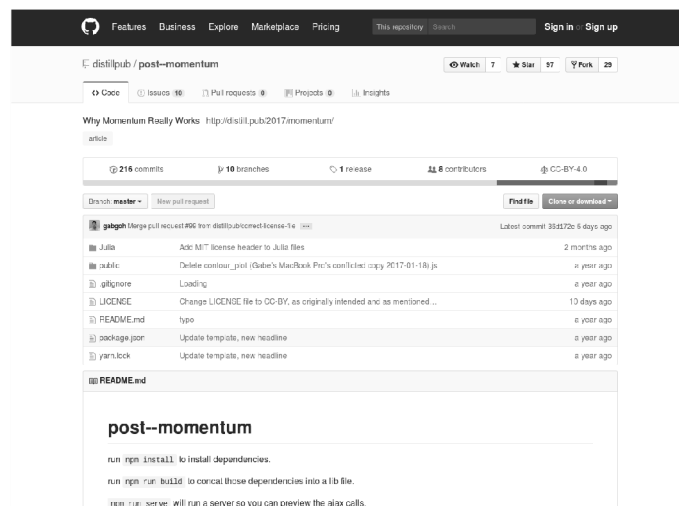 Features Business Explore Marketplace Pricing This repository Search Sign in or Sign up
distillpub / post--momentum Watch 7 Star 97 Fork 29
Code Issues 10 Pull requests 0 Projects 0 Insights
Why Momentum Really Works http://distill.pub/2017/momentum/
article
216 commits 10 branches 1 release 8 contributors CC-BY-4.0
Branch: master New pull request Find file Clone or download
gabgoh Merge pull request #66 from distillpub/correct-license-file Latest commit 35d172c 6 days ago
Julia Add MIT license header to Julia files 2 months ago
public Delete contour_plot (Gabe's MacBook Pro's conflicted copy 2017-01-18).js a year ago
.gitignore Loading a year ago
LICENSE Change LICENSE file to CC-BY, as originally intended and as mentioned… 10 days ago
README.md typo a year ago
package.json Update template, new headline a year ago
yarn.lock Update template, new headline a year ago
README.md
post--momentum
run npm install to install dependencies.
run npm run build to concat those dependencies into a lib file.
npm run serve will run a server so you can preview the ajax calls.